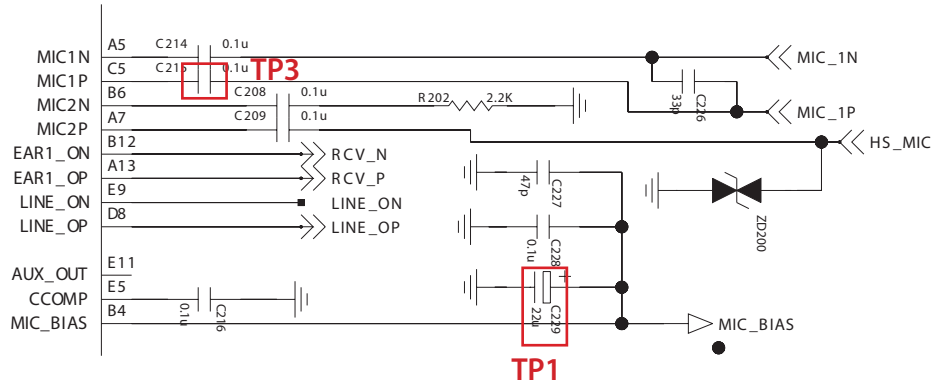 A5 C214 0.1u
MIC1N MIC_1N
C5 C215 0.1u TP3
MIC1P
B6 C208 0.1u 33p C226
MIC2N R202 2.2K MIC_1P
A7 C209 0.1u
MIC2P
B12 HS_MIC
EAR1_ON RCV_N
A13
EAR1_OP RCV_P 47p C227
E9
LINE_ON LINE_ON
D8 ZD200
LINE_OP LINE_OP
0.1u C228
E11
AUX_OUT
E5 +
CCOMP 22u C229
B4 0.1u C216
MIC_BIAS MIC_BIAS
TP1